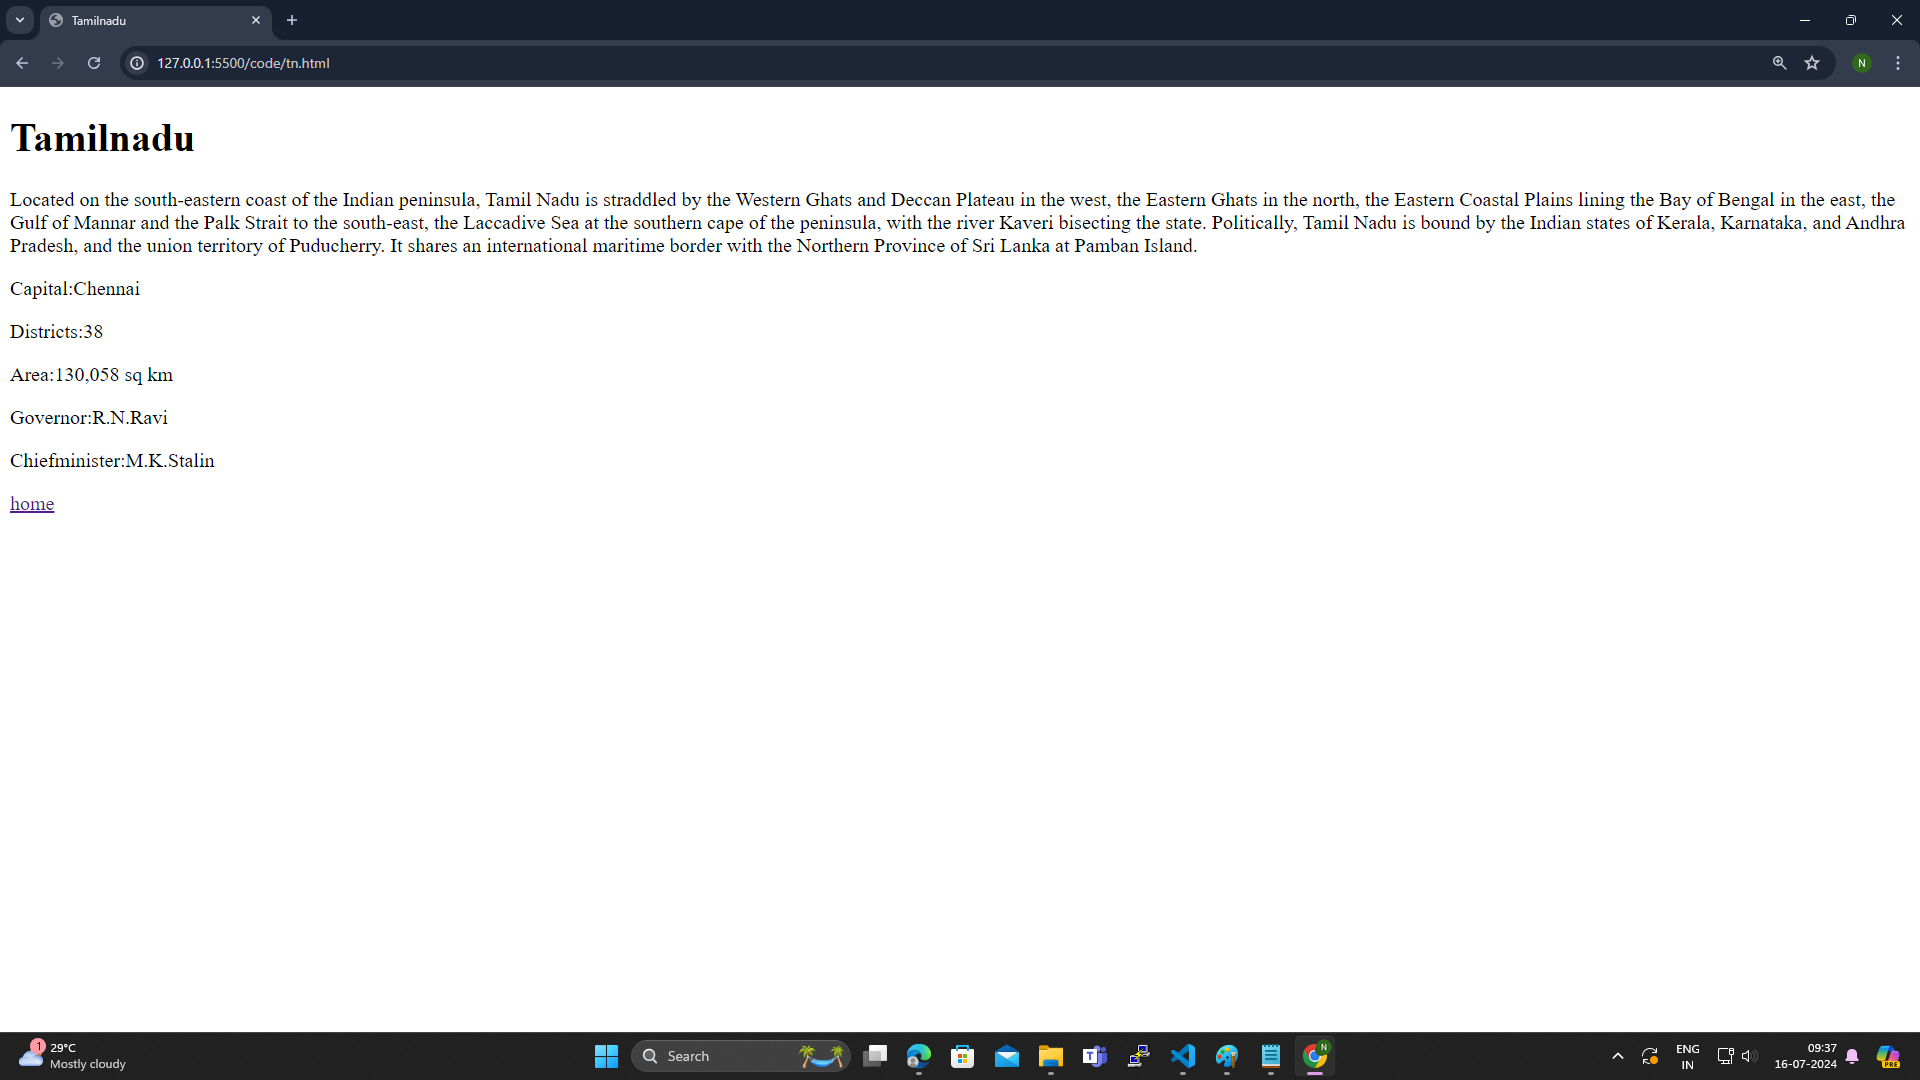 Tamilnadu
127.0.0.1:5500/code/tn.html
N
Tamilnadu
Located on the south-eastern coast of the Indian peninsula, Tamil Nadu is straddled by the Western Ghats and Deccan Plateau in the west, the Eastern Ghats in the north, the Eastern Coastal Plains lining the Bay of Bengal in the east, the
Gulf of Mannar and the Palk Strait to the south-east, the Laccadive Sea at the southern cape of the peninsula, with the river Kaveri bisecting the state. Politically, Tamil Nadu is bound by the Indian states of Kerala, Karnataka, and Andhra
Pradesh, and the union territory of Puducherry. It shares an international maritime border with the Northern Province of Sri Lanka at Pamban Island.
Capital:Chennai
Districts:38
Area:130,058 sq km
Governor:R.N.Ravi
Chiefminister:M.K.Stalin
home
1
29°C
Mostly cloudy
Search
T
N
ENG
IN
09:37
16-07-2024
PRE